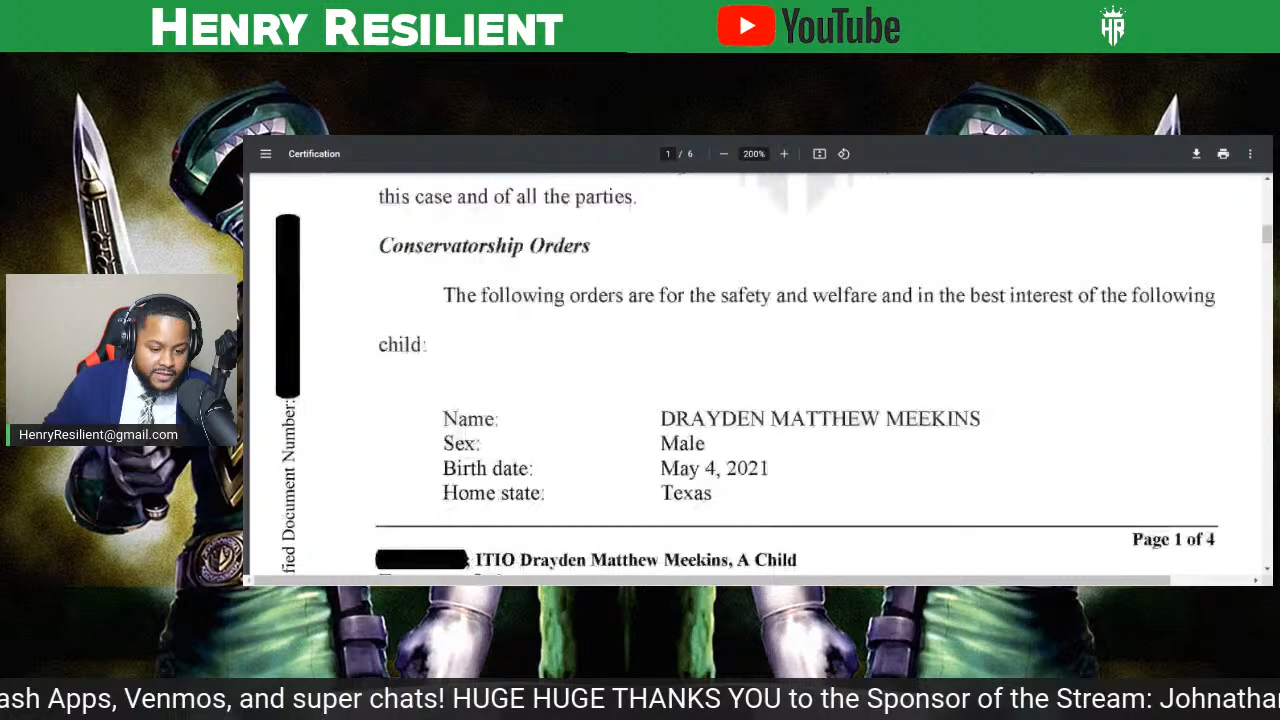 HENRY RESILIENT
YouTube
HR
Certification
1 / 6
200%
this case and of all the parties.
Conservatorship Orders
The following orders are for the safety and welfare and in the best interest of the following
child:
Name: DRAYDEN MATTHEW MEEKINS
Sex: Male
Birth date: May 4, 2021
Home state: Texas
Page 1 of 4
; ITIO Drayden Matthew Meekins, A Child
fied Document Number:
HenryResilient@gmail.com
ash Apps, Venmos, and super chats! HUGE HUGE THANKS YOU to the Sponsor of the Stream: Johnatha